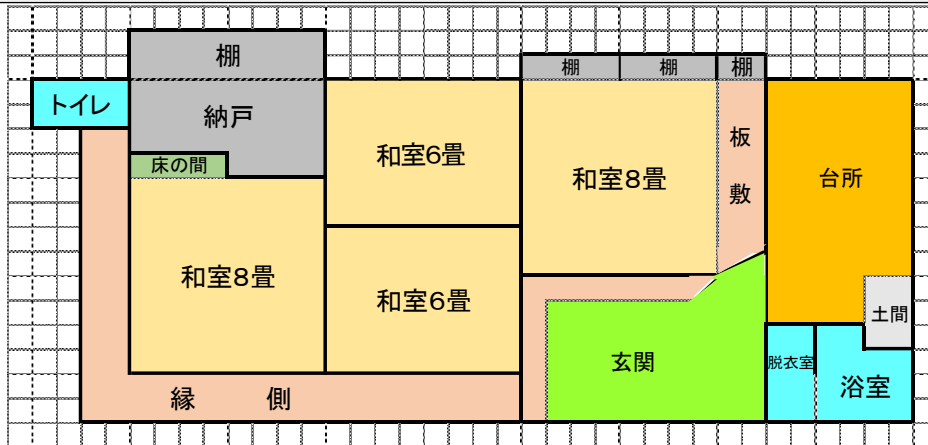 棚
棚
棚
棚
トイレ
納戸
板敷
和室6畳
床の間
和室8畳
台所
和室8畳
和室6畳
土間
玄関
脱衣室
浴室
縁側